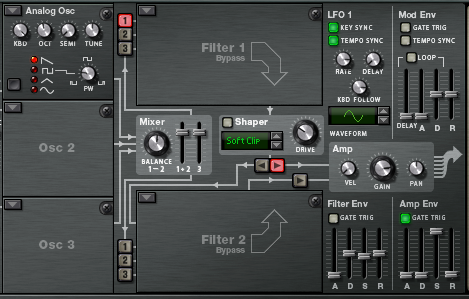 Analog Osc
KBD OCT SEMI TUNE
PW
1
2
3
Filter 1
Bypass
LFO 1
KEY SYNC
TEMPO SYNC
RATE DELAY
KBD FOLLOW
WAVEFORM
Mod Env
GATE TRIG
TEMPO SYNC
LOOP
DELAY A D R
Osc 2
Mixer
BALANCE
1-2
1+2 3
Shaper
Soft Clip
DRIVE
Amp
VEL GAIN PAN
Osc 3
1
2
3
Filter 2
Bypass
Filter Env
GATE TRIG
A D S R
Amp Env
GATE TRIG
A D S R